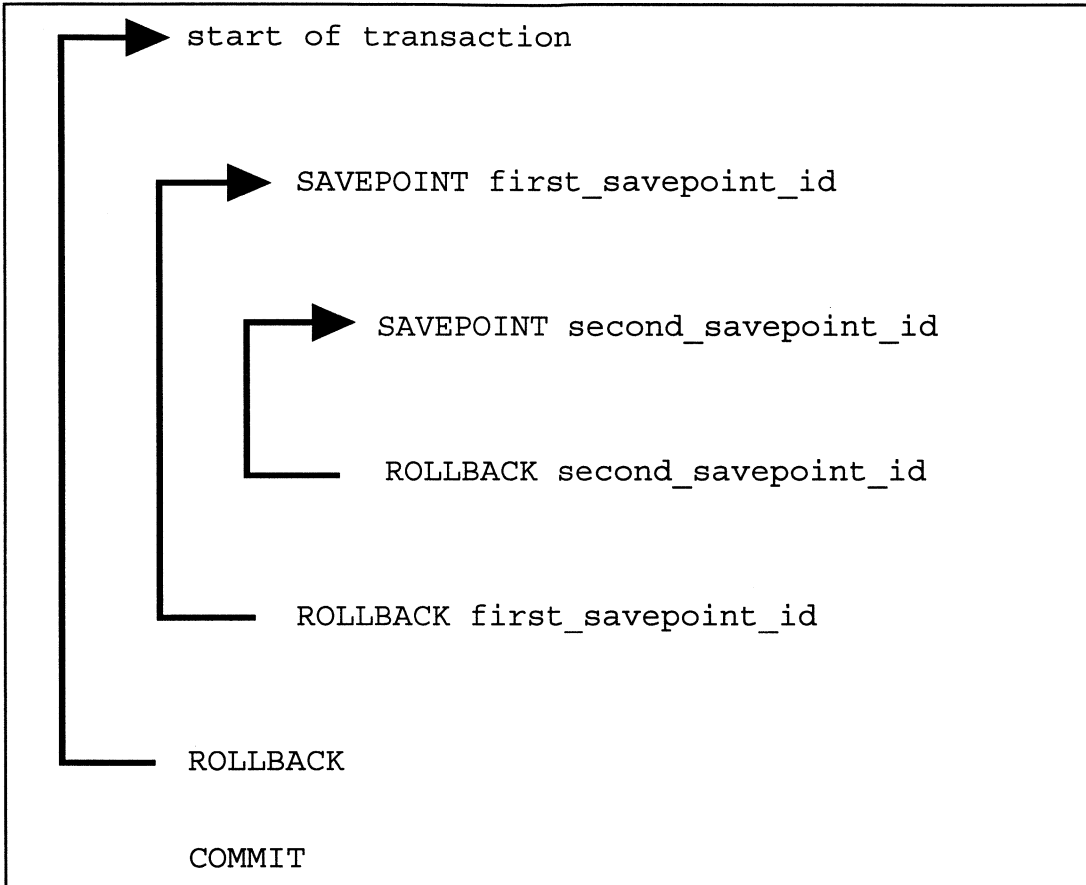 start of transaction
SAVEPOINT first_savepoint_id
SAVEPOINT second_savepoint_id
ROLLBACK second_savepoint_id
ROLLBACK first_savepoint_id
ROLLBACK
COMMIT